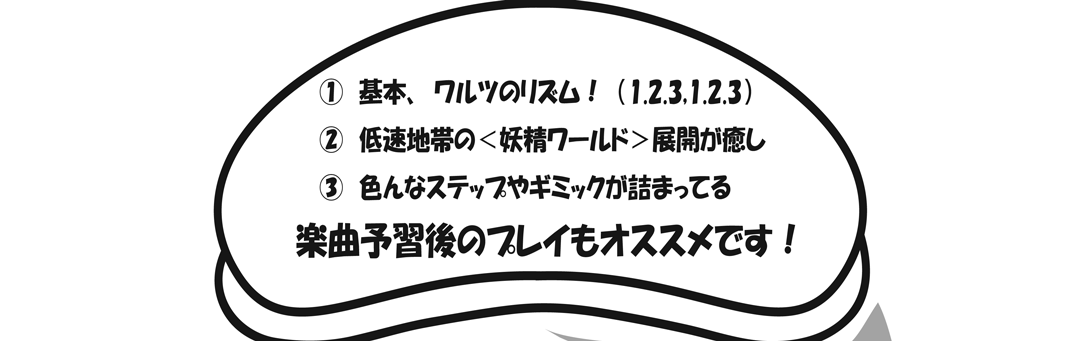 ① 基本、ワルツのリズム！（1.2.3,1.2.3）
② 低速地帯の＜妖精ワールド＞展開が癒し
③ 色んなステップやギミックが詰まってる
楽曲予習後のプレイもオススメです！